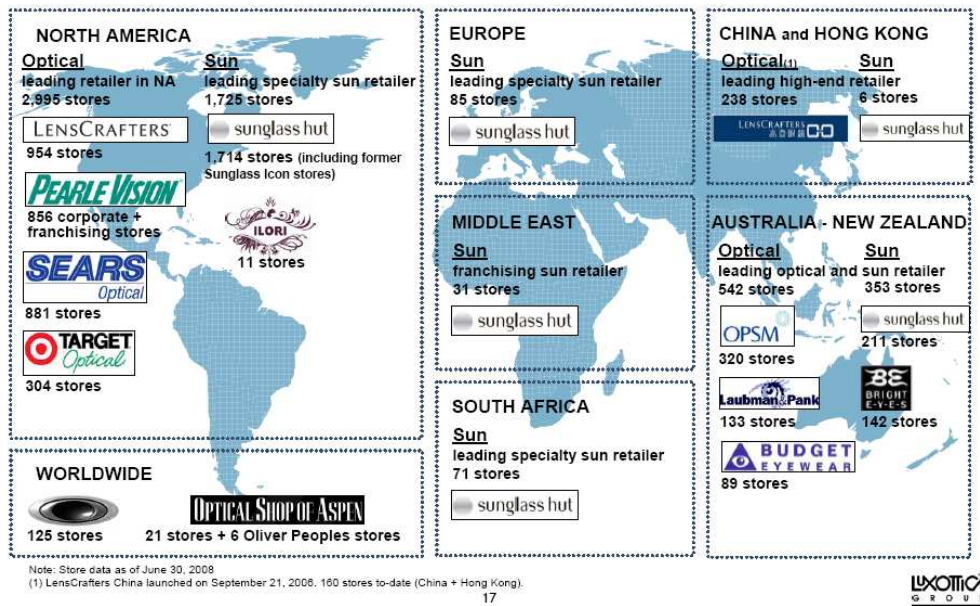 NORTH AMERICA
Optical
leading retailer in NA
2,995 stores
LENSCRAFTERS
954 stores
PEARLE VISION
856 corporate +
franchising stores
SEARS
Optical
881 stores
TARGET
Optical
304 stores
Sun
leading specialty sun retailer
1,725 stores
sunglass hut
1,714 stores (including former
Sunglass Icon stores)
ILORI
11 stores
WORLDWIDE
125 stores
OPTICAL SHOP OF ASPEN
21 stores + 6 Oliver Peoples stores
EUROPE
Sun
leading specialty sun retailer
85 stores
sunglass hut
MIDDLE EAST
Sun
franchising sun retailer
31 stores
sunglass hut
SOUTH AFRICA
Sun
leading specialty sun retailer
71 stores
sunglass hut
CHINA and HONG KONG
Optical(1)
Sun
leading high-end retailer
238 stores
6 stores
LENSCRAFTERS
sunglass hut
AUSTRALIA - NEW ZEALAND
Optical
Sun
leading optical and sun retailer
542 stores
353 stores
OPSM
320 stores
sunglass hut
211 stores
Laubman & Pank
133 stores
BE
BRIGHT
E-Y-E-S
142 stores
BUDGET
EYEWEAR
89 stores
Note: Store data as of June 30, 2008
(1) LensCrafters China launched on September 21, 2006. 160 stores to-date (China + Hong Kong).
17
LUXOTTICA
GROUP